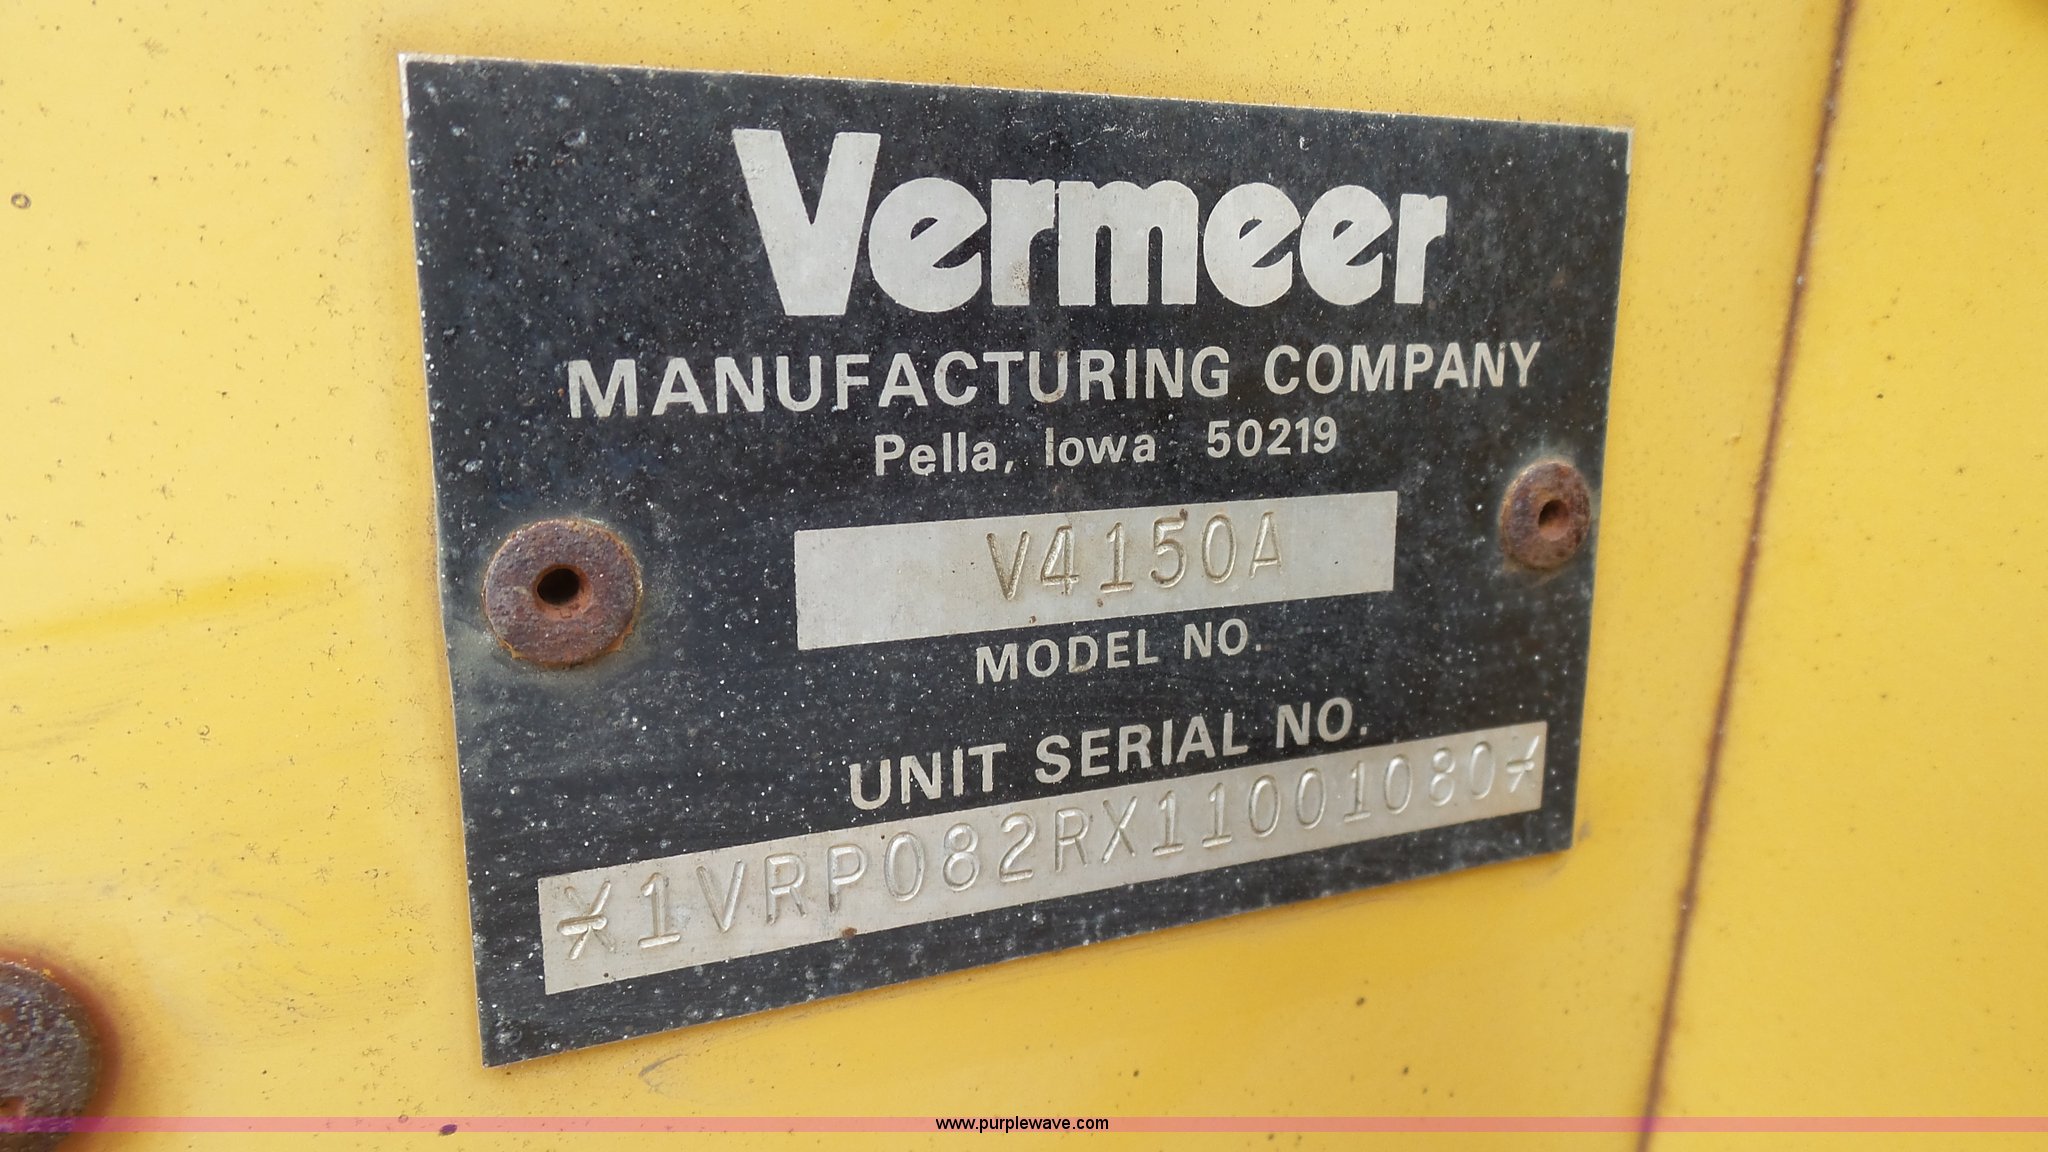 Vermeer
MANUFACTURING COMPANY
Pella, Iowa 50219
V4150A
MODEL NO.
UNIT SERIAL NO.
*1VRP082RX11001080*
www.purplewave.com